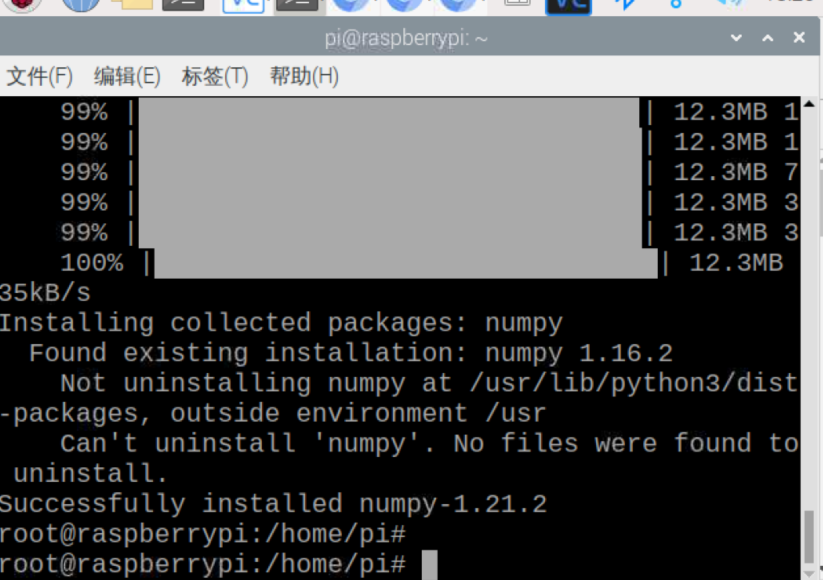 pi@raspberrypi: ~
文件(F) 编辑(E) 标签(T) 帮助(H)
99% | | 12.3MB 1
99% | | 12.3MB 1
99% | | 12.3MB 7
99% | | 12.3MB 3
99% | | 12.3MB 3
100% | | 12.3MB
35kB/s
Installing collected packages: numpy
Found existing installation: numpy 1.16.2
Not uninstalling numpy at /usr/lib/python3/dist
-packages, outside environment /usr
Can't uninstall 'numpy'. No files were found to
uninstall.
Successfully installed numpy-1.21.2
root@raspberrypi:/home/pi#
root@raspberrypi:/home/pi#